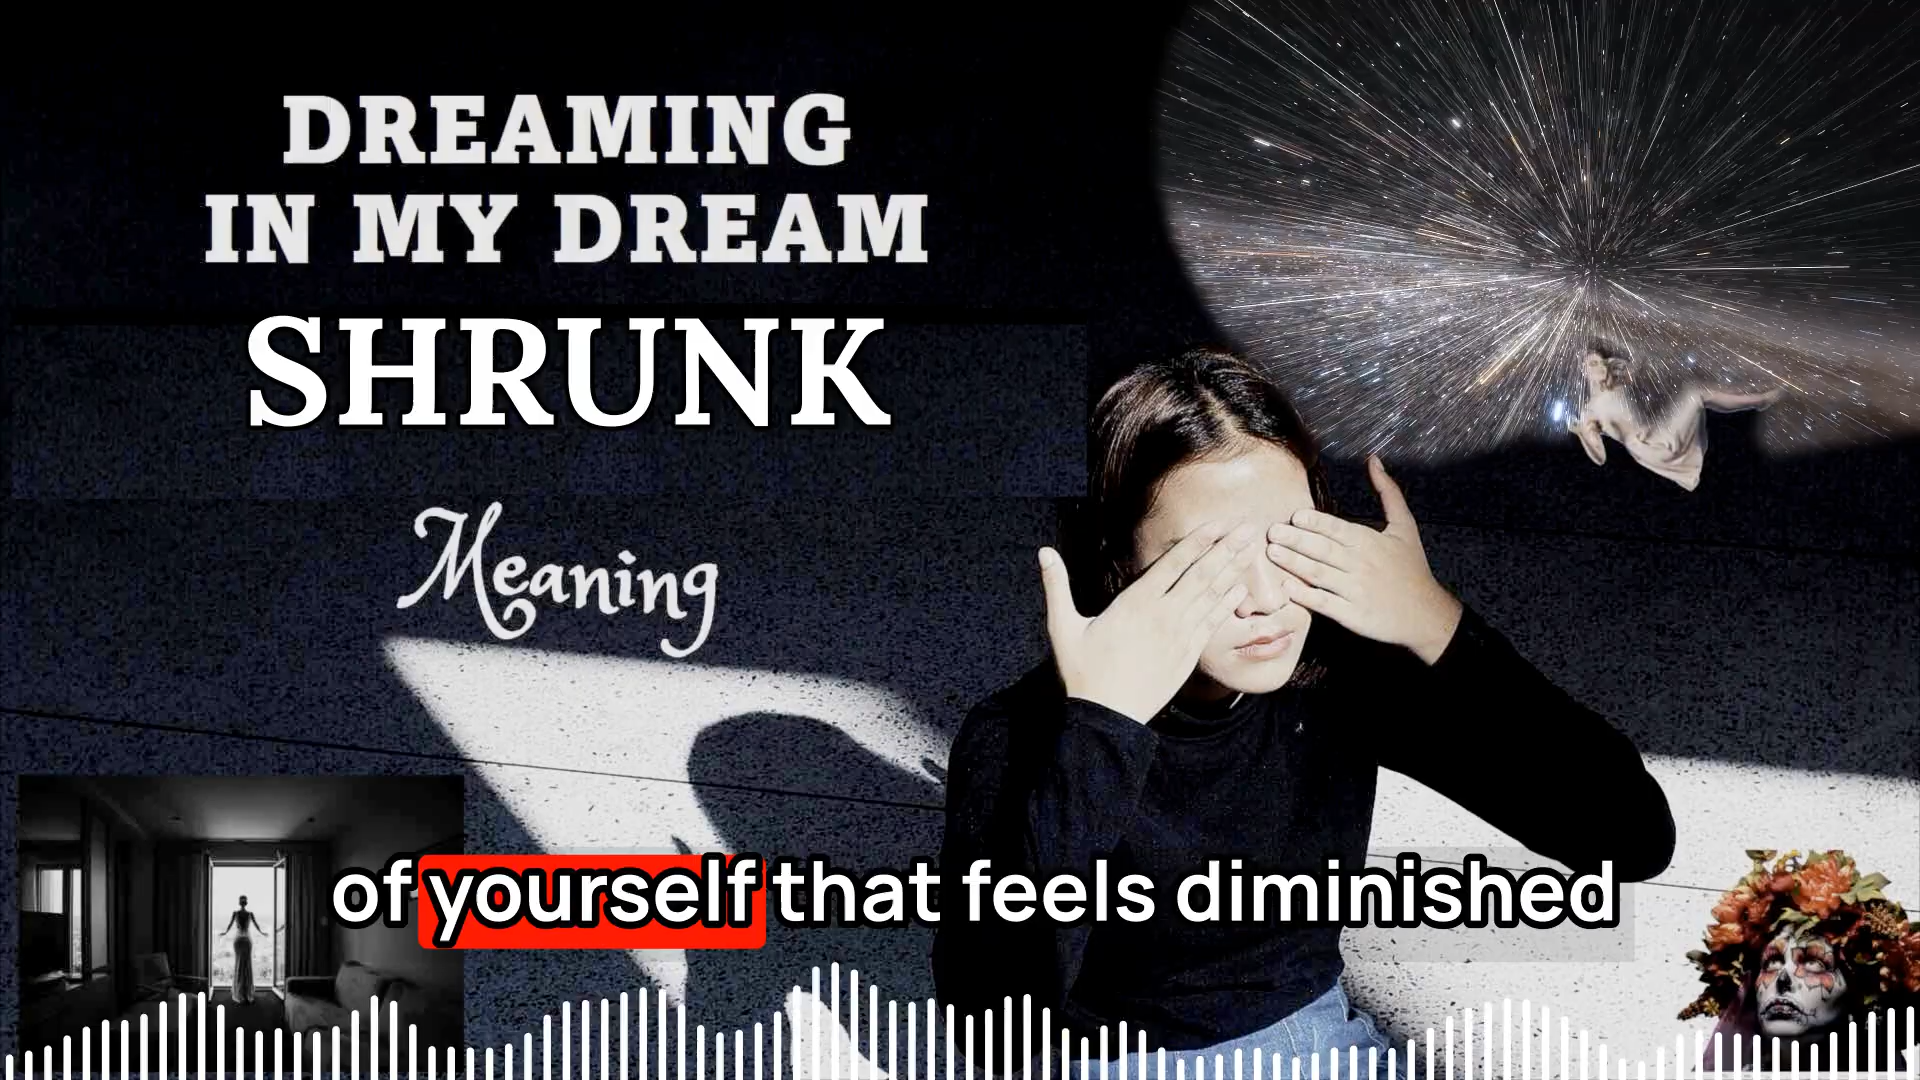 DREAMING
IN MY DREAM
SHRUNK
Meaning
of yourself that feels diminished